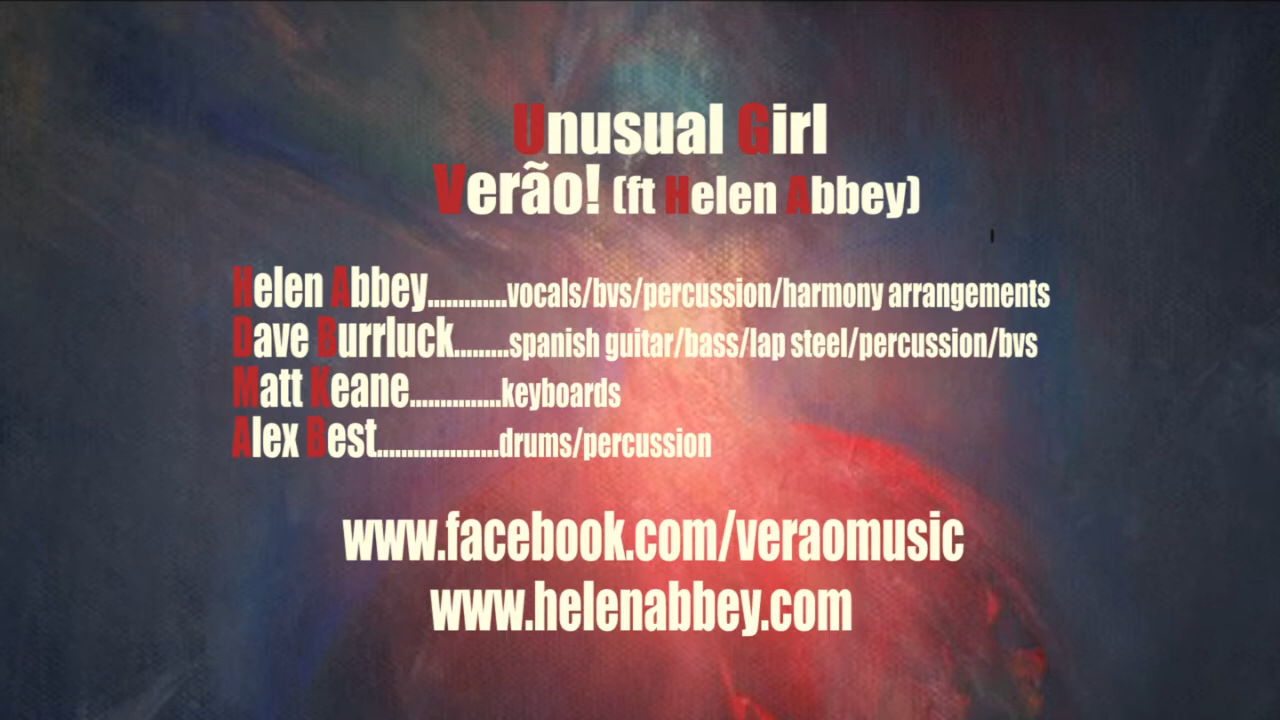 Unusual Girl
Verão! (ft Helen Abbey)
Helen Abbey.............vocals/bvs/percussion/harmony arrangements
Dave Burrluck.........spanish guitar/bass/lap steel/percussion/bvs
Matt Keane...............keyboards
Alex Best....................drums/percussion
www.facebook.com/veraomusic
www.helenabbey.com